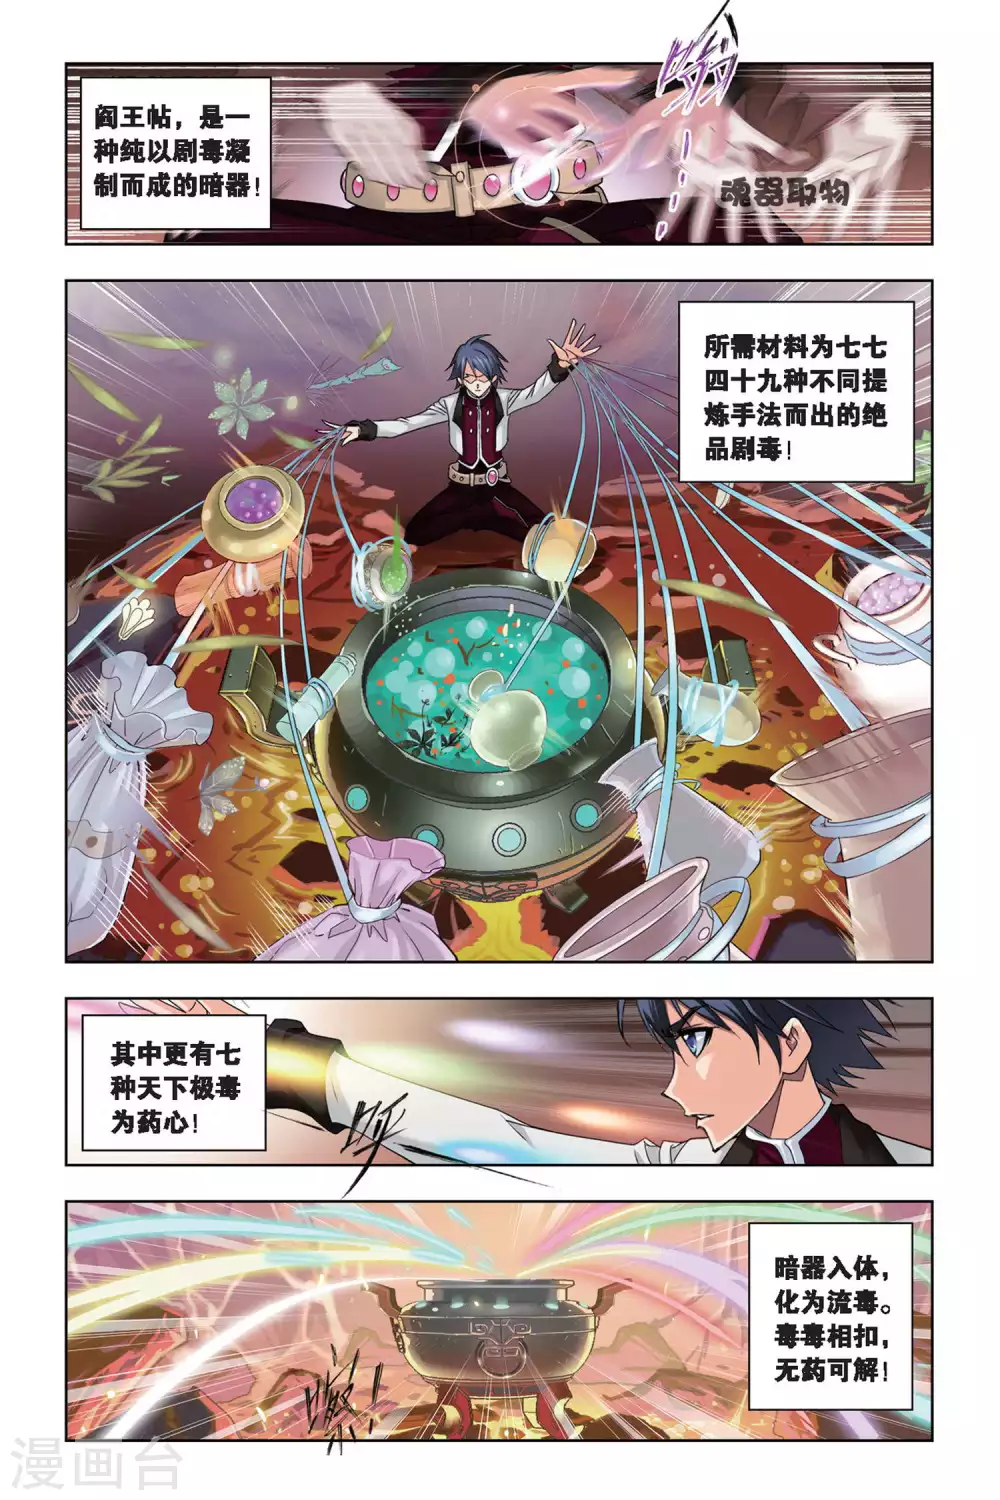 阎王帖，是一
种纯以剧毒凝
制而成的暗器！
魂器取物
所需材料为七七
四十九种不同提
炼手法而出的绝
品剧毒！
其中更有七
种天下极毒
为药心！
暗器入体，
化为流毒。
毒毒相扣，
无药可解！
漫画台